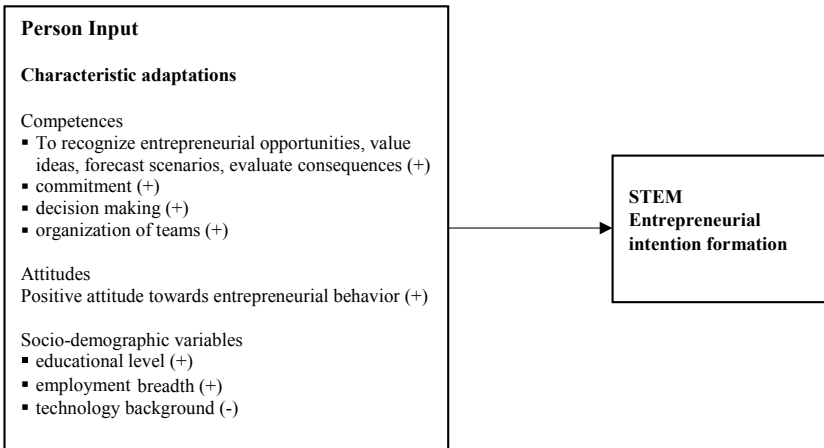 Person Input
Characteristic adaptations
Competences
▪ To recognize entrepreneurial opportunities, value
ideas, forecast scenarios, evaluate consequences (+)
▪ commitment (+)
▪ decision making (+)
▪ organization of teams (+)
Attitudes
Positive attitude towards entrepreneurial behavior (+)
Socio-demographic variables
▪ educational level (+)
▪ employment breadth (+)
▪ technology background (-)
STEM
Entrepreneurial
intention formation